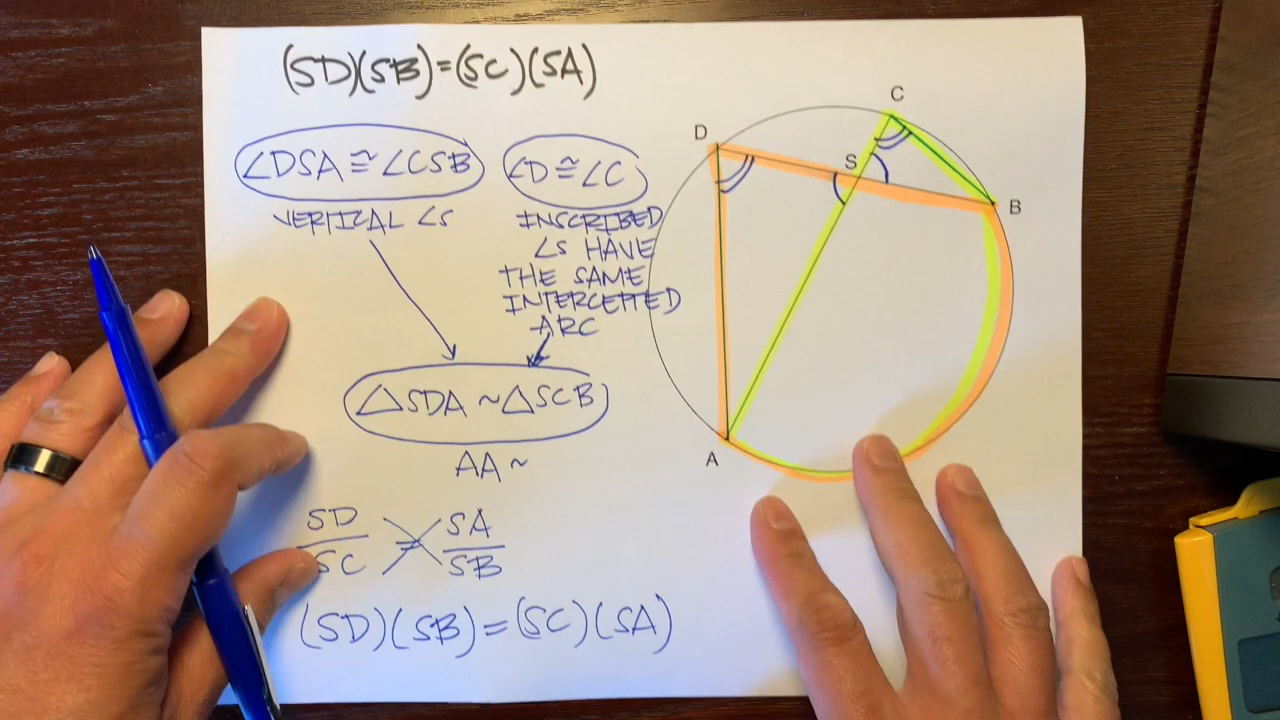 (SD)(SB)=(SC)(SA)
∠DSA≅∠CSB
VERTICAL ∠S
∠D≅∠C
INSCRIBED
∠S HAVE
THE SAME
INTERCEPTED
ARC
△SDA~△SCB
AA~
SD/SC = SA/SB
(SD)(SB)=(SC)(SA)
C
D
S
B
A